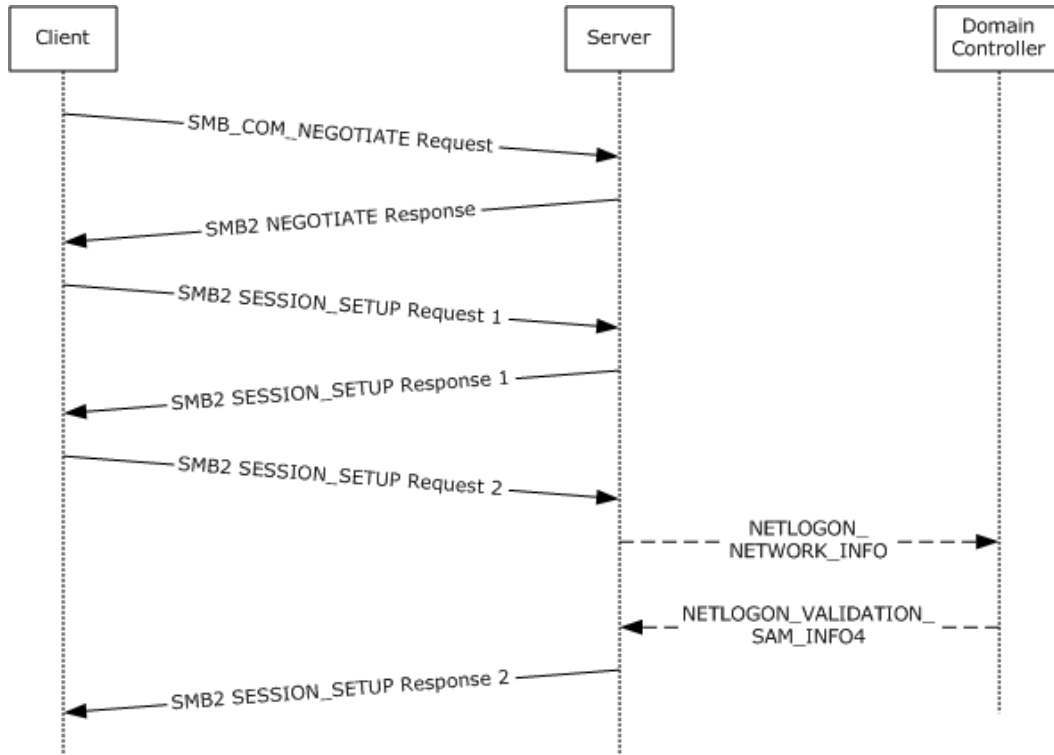 Client
Server
Domain
Controller
SMB_COM_NEGOTIATE Request
SMB2 NEGOTIATE Response
SMB2 SESSION_SETUP Request 1
SMB2 SESSION_SETUP Response 1
SMB2 SESSION_SETUP Request 2
NETLOGON_
NETWORK_INFO
NETLOGON_VALIDATION_
SAM_INFO4
SMB2 SESSION_SETUP Response 2